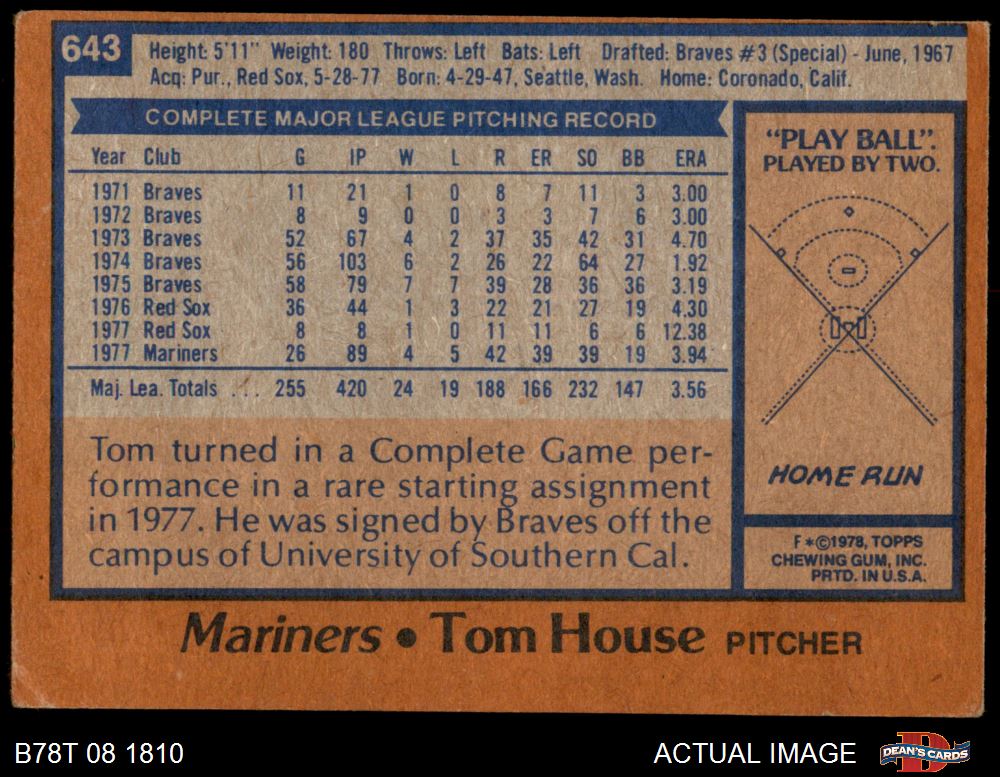 643
Height: 5'11" Weight: 180 Throws: Left Bats: Left Drafted: Braves #3 (Special) - June, 1967
Acq: Pur., Red Sox, 5-28-77 Born: 4-29-47, Seattle, Wash. Home: Coronado, Calif.
COMPLETE MAJOR LEAGUE PITCHING RECORD
Year Club G IP W L R ER SO BB ERA
1971 Braves 11 21 1 0 8 7 11 3 3.00
1972 Braves 8 9 0 0 3 3 7 6 3.00
1973 Braves 52 67 4 2 37 35 42 31 4.70
1974 Braves 56 103 6 2 26 22 64 27 1.92
1975 Braves 58 79 7 7 39 28 36 36 3.19
1976 Red Sox 36 44 1 3 22 21 27 19 4.30
1977 Red Sox 8 8 1 0 11 11 6 6 12.38
1977 Mariners 26 89 4 5 42 39 39 19 3.94
Maj. Lea. Totals . . . 255 420 24 19 188 166 232 147 3.56
Tom turned in a Complete Game per-
formance in a rare starting assignment
in 1977. He was signed by Braves off the
campus of University of Southern Cal.
"PLAY BALL".
PLAYED BY TWO.
HOME RUN
F*©1978, TOPPS
CHEWING GUM, INC.
PRTD. IN U.S.A.
Mariners • Tom House PITCHER
B78T 08 1810
ACTUAL IMAGE
DEAN'S CARDS